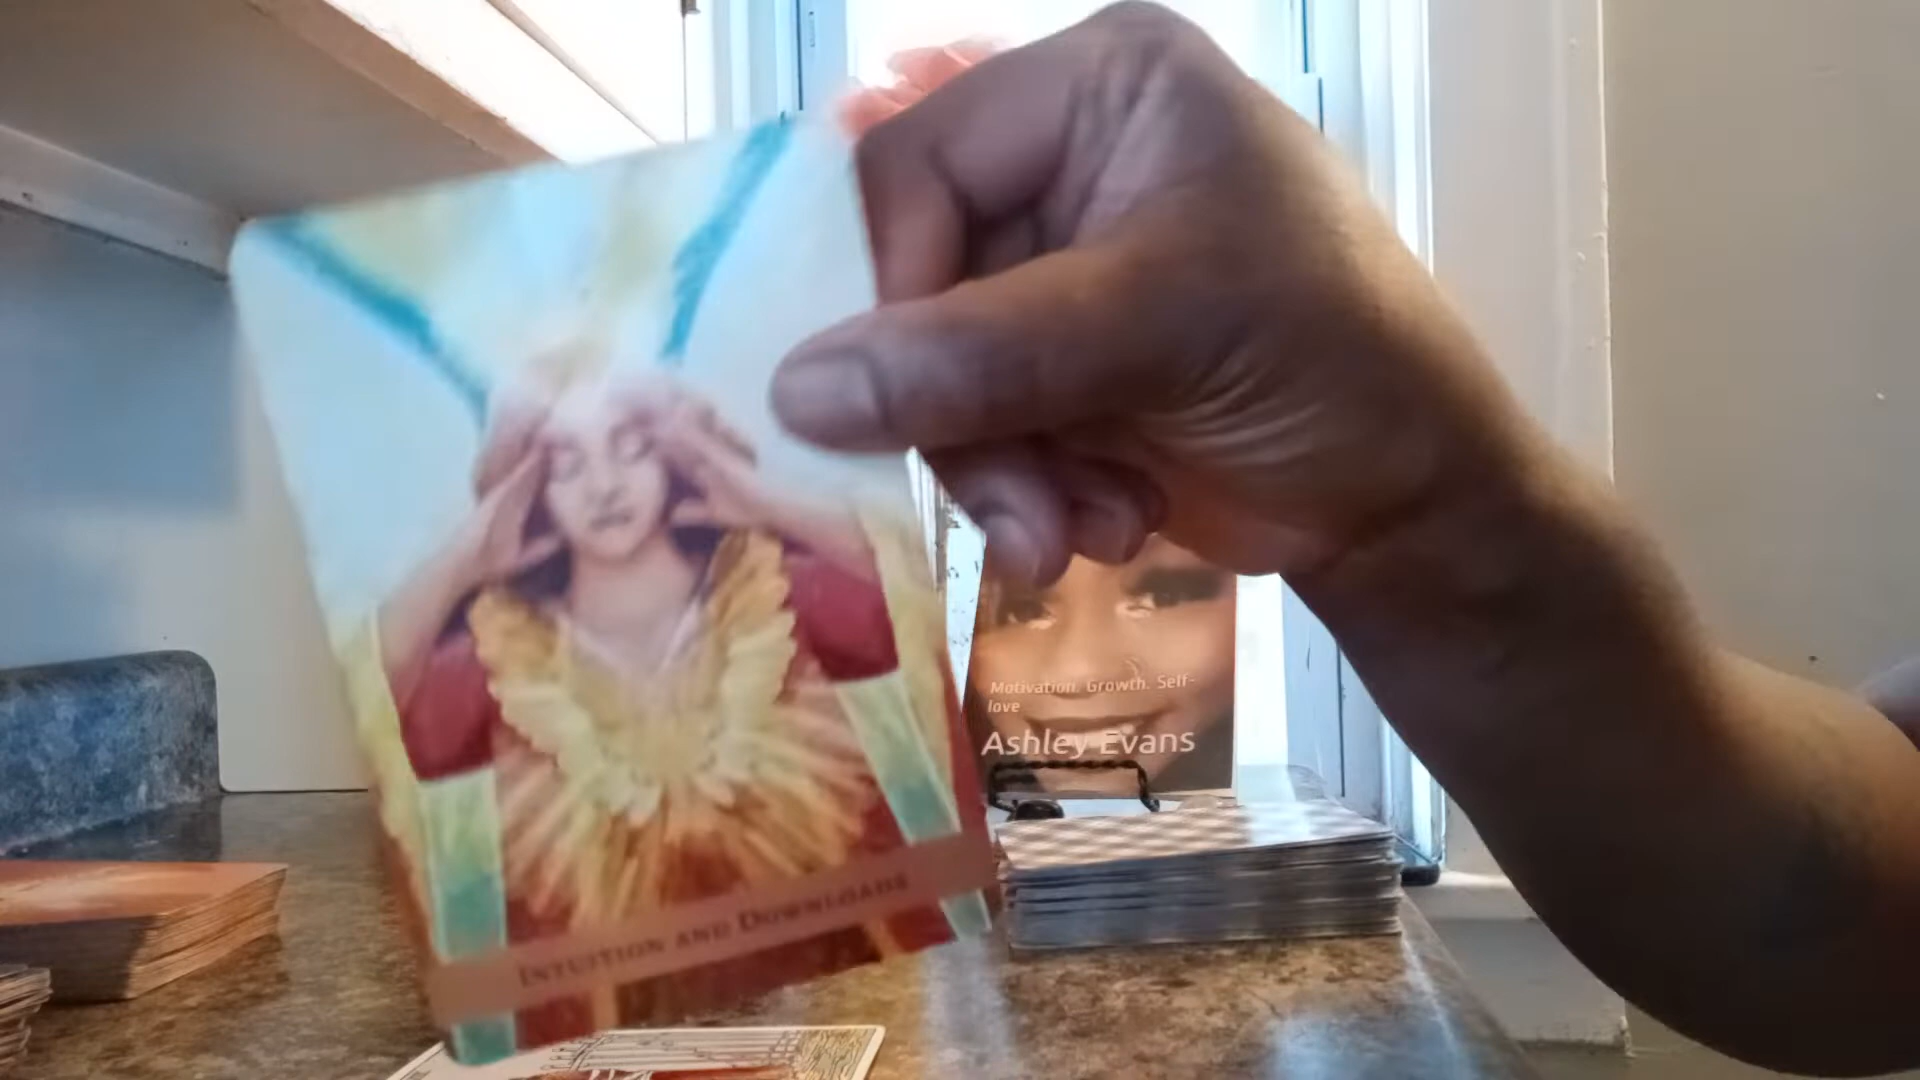 Motivation. Growth. Self-
love
Ashley Evans
INTUITION AND DOWNLOADS